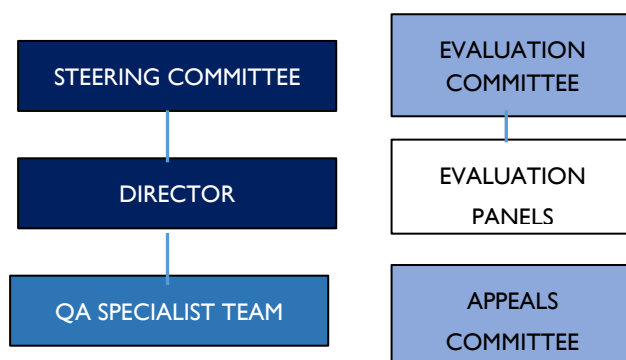 STEERING COMMITTEE
DIRECTOR
QA SPECIALIST TEAM
EVALUATION
COMMITTEE
EVALUATION
PANELS
APPEALS
COMMITTEE